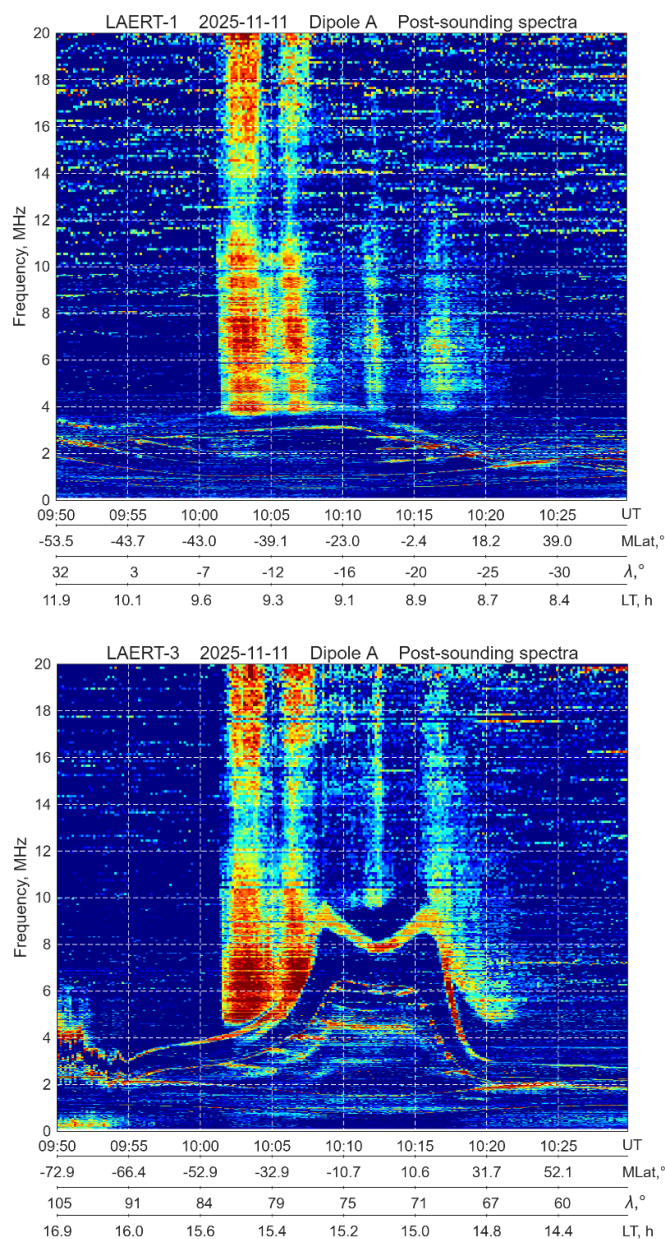 LAERT-1 2025-11-11 Dipole A Post-sounding spectra
20
18
16
14
12
10
8
6
4
2
0
Frequency, MHz
09:50 09:55 10:00 10:05 10:10 10:15 10:20 10:25 UT
-53.5 -43.7 -43.0 -39.1 -23.0 -2.4 18.2 39.0 MLat,°
32 3 -7 -12 -16 -20 -25 -30 λ,°
11.9 10.1 9.6 9.3 9.1 8.9 8.7 8.4 LT, h
LAERT-3 2025-11-11 Dipole A Post-sounding spectra
20
18
16
14
12
10
8
6
4
2
0
Frequency, MHz
09:50 09:55 10:00 10:05 10:10 10:15 10:20 10:25 UT
-72.9 -66.4 -52.9 -32.9 -10.7 10.6 31.7 52.1 MLat,°
105 91 84 79 75 71 67 60 λ,°
16.9 16.0 15.6 15.4 15.2 15.0 14.8 14.4 LT, h